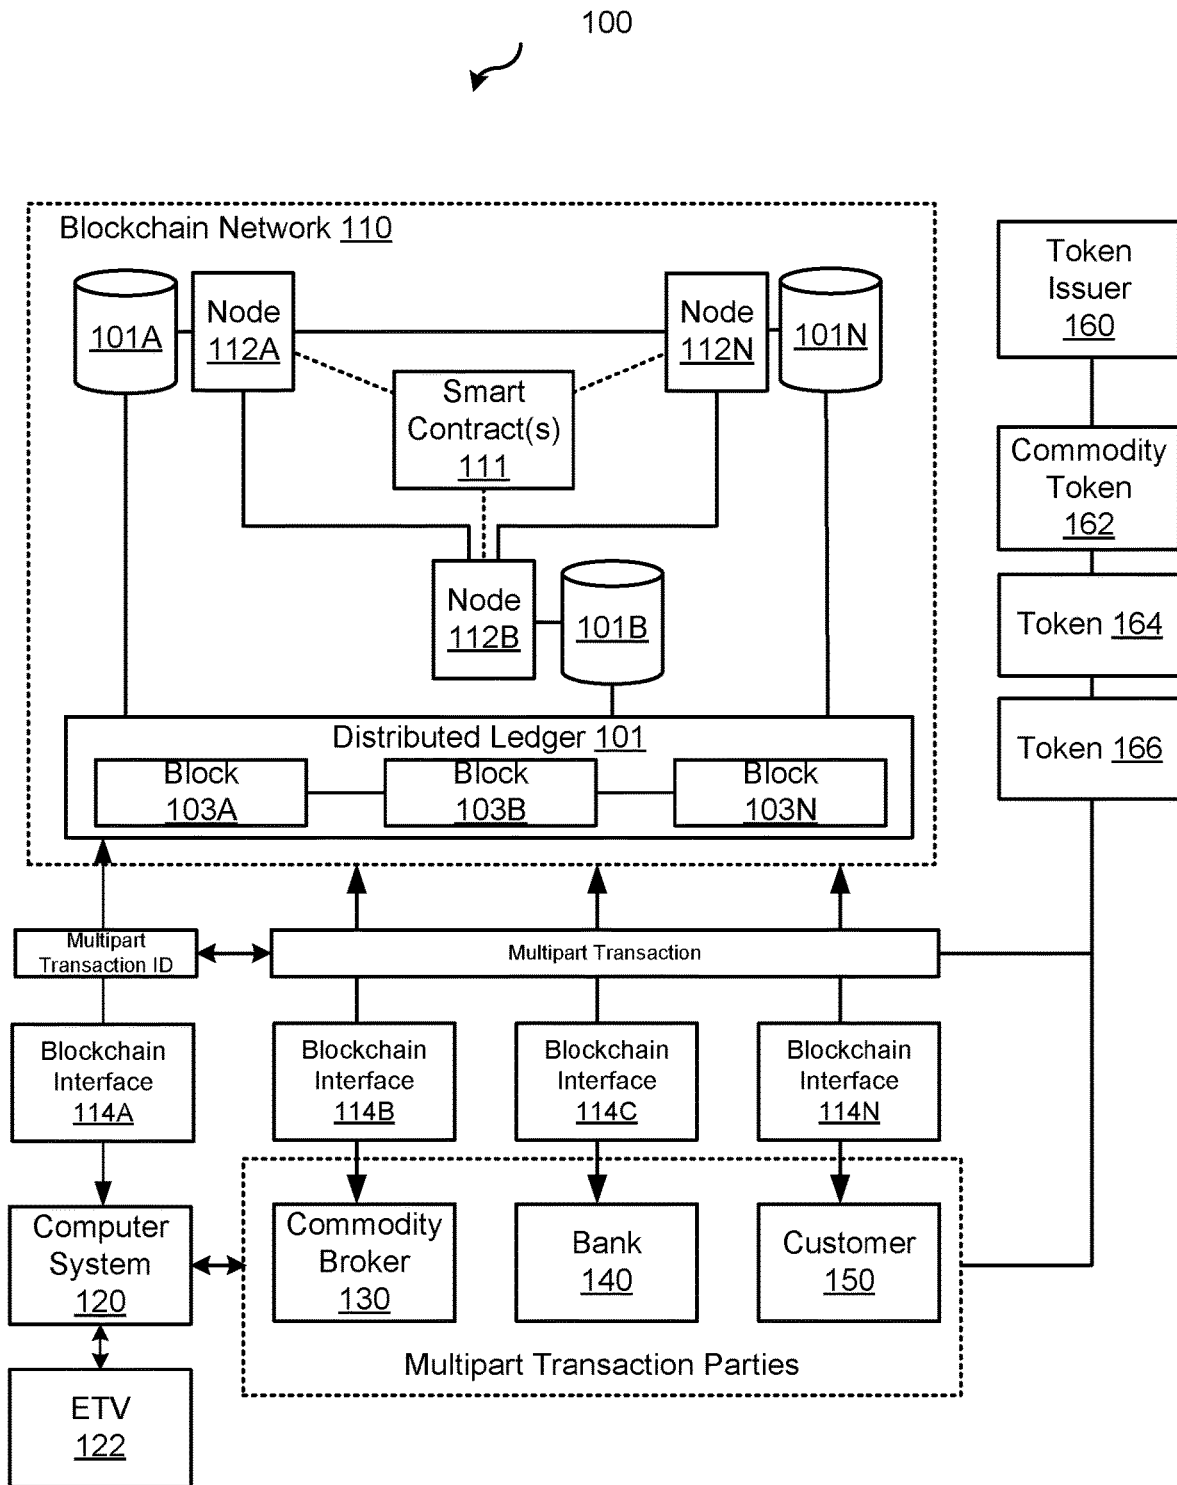 100
Blockchain Network 110
101A
Node
112A
Node
112N
101N
Smart
Contract(s)
111
Node
112B
101B
Distributed Ledger 101
Block
103A
Block
103B
Block
103N
Token
Issuer
160
Commodity
Token
162
Token 164
Token 166
Multipart
Transaction ID
Multipart Transaction
Blockchain
Interface
114A
Blockchain
Interface
114B
Blockchain
Interface
114C
Blockchain
Interface
114N
Computer
System
120
Commodity
Broker
130
Bank
140
Customer
150
Multipart Transaction Parties
ETV
122